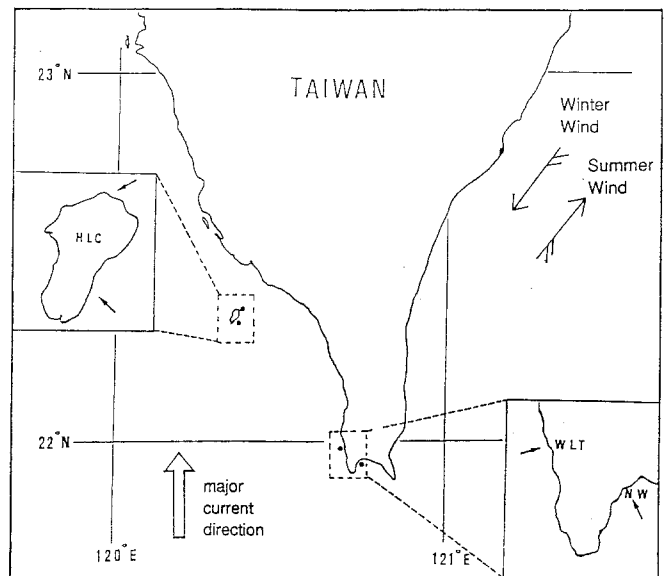 23°N
TAIWAN
Winter
Wind
Summer
Wind
HLC
22°N
WLT
NW
major
current
direction
120°E
121°E